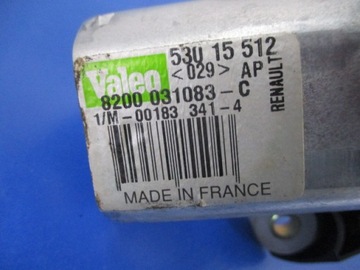 Valeo
530 15 512
<029> AP
8200 031083-C
1/M-00183 341-4
RENAULT
MADE IN FRANCE